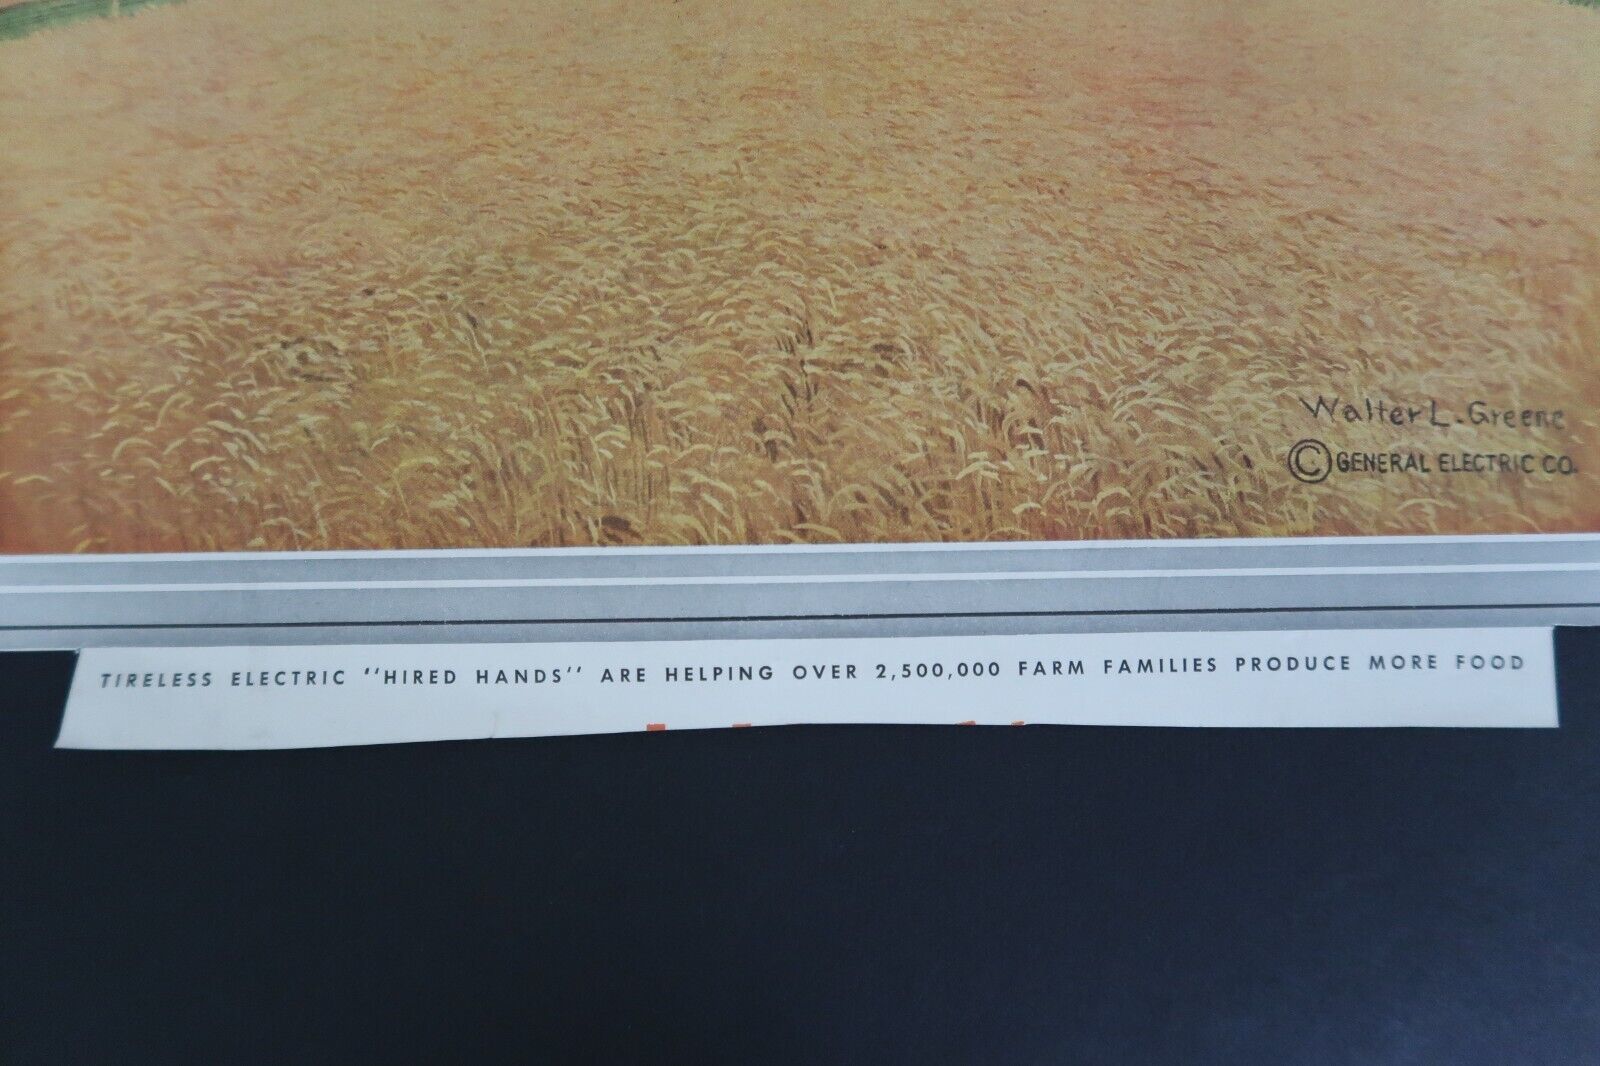 Walter L. Greene
© GENERAL ELECTRIC CO.
TIRELESS ELECTRIC "HIRED HANDS" ARE HELPING OVER 2,500,000 FARM FAMILIES PRODUCE MORE FOOD